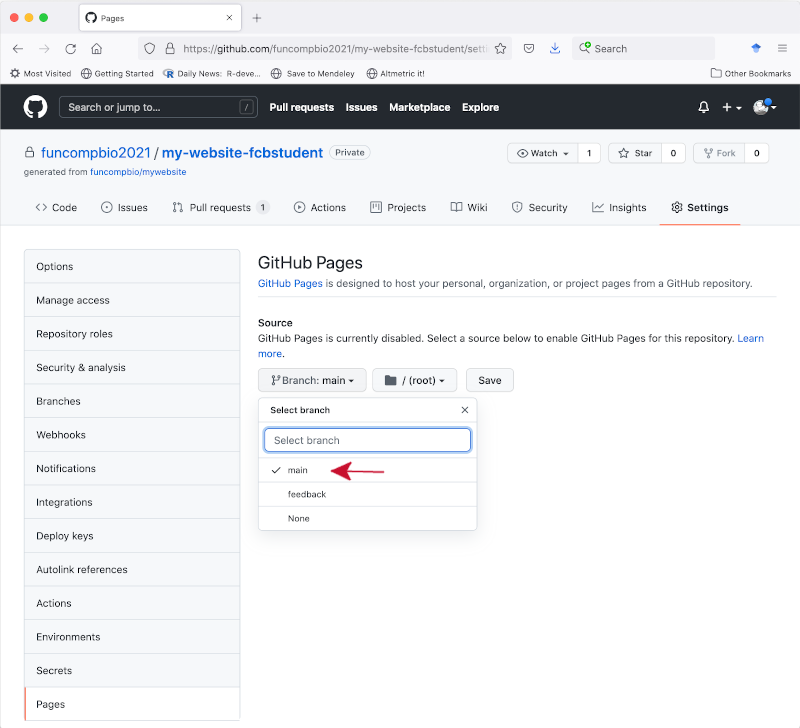 Pages
https://github.com/funcompbio2021/my-website-fcbstudent/setti
Search
Most Visited Getting Started Daily News: R-deve... Save to Mendeley Altmetric it! Other Bookmarks
Search or jump to... / Pull requests Issues Marketplace Explore
funcompbio2021 / my-website-fcbstudent Private
Watch 1 Star 0 Fork 0
generated from funcompbio/mywebsite
Code Issues Pull requests 1 Actions Projects Wiki Security Insights Settings
Options
Manage access
Repository roles
Security & analysis
Branches
Webhooks
Notifications
Integrations
Deploy keys
Autolink references
Actions
Environments
Secrets
Pages
GitHub Pages
GitHub Pages is designed to host your personal, organization, or project pages from a GitHub repository.
Source
GitHub Pages is currently disabled. Select a source below to enable GitHub Pages for this repository. Learn
more.
Branch: main / (root) Save
Select branch
Select branch
main
feedback
None